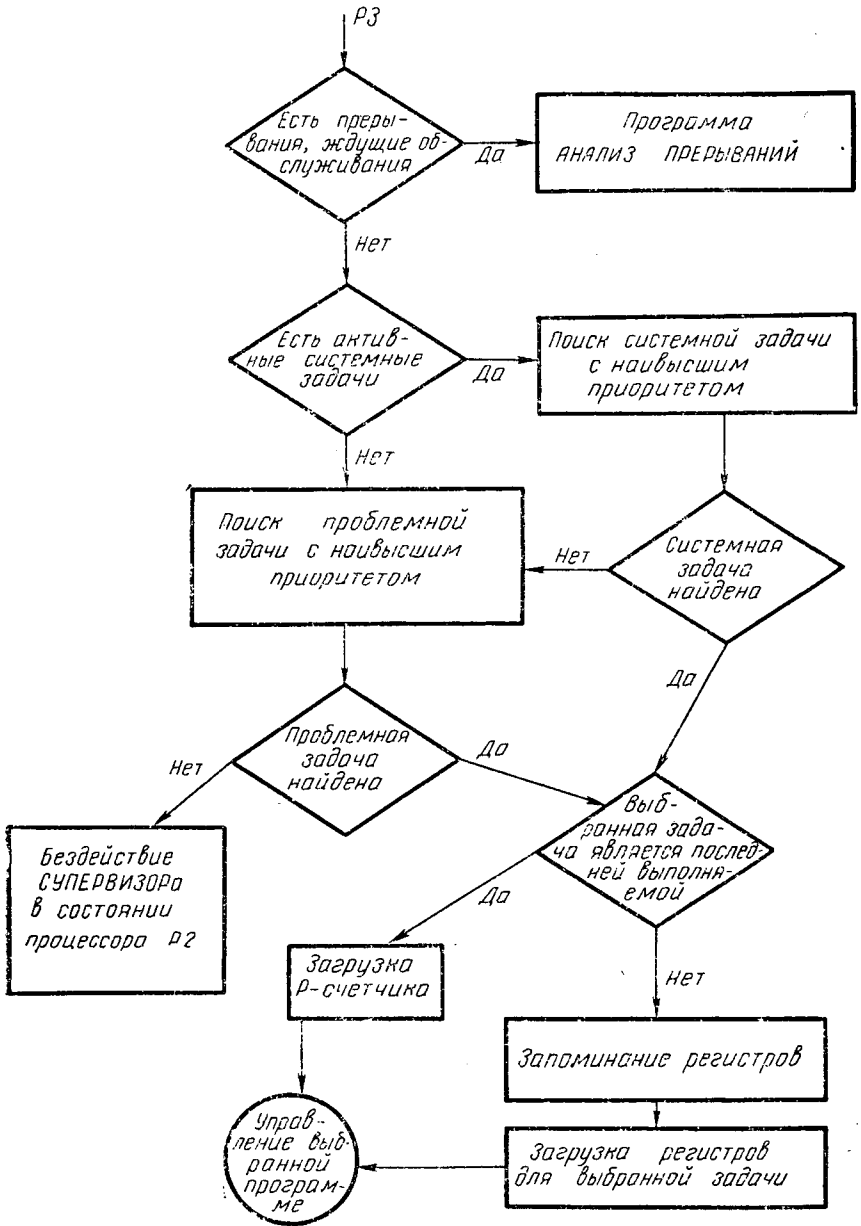 Р3
Есть преры-
вания, ждущие об-
служивания
Да
Программа
АНАЛИЗ ПРЕРЫВАНИЙ
Нет
Есть актив-
ные системные
задачи
Да
Поиск системной задачи
с наивысшим
приоритетом
Нет
Поиск проблемной
задачи с наивысшим
приоритетом
Нет
Системная
задача
найдена
Да
Проблемная
задача
найдена
Нет
Да
Выб-
ранная зада-
ча является послед-
ней выполня-
емой
Бездействие
СУПЕРВИЗОРа
в состоянии
процессора Р2
Да
Загрузка
Р-счетчика
Нет
Запоминание регистров
Управ-
ление выб-
ранной
програм-
ме
Загрузка регистров
для выбранной задачи